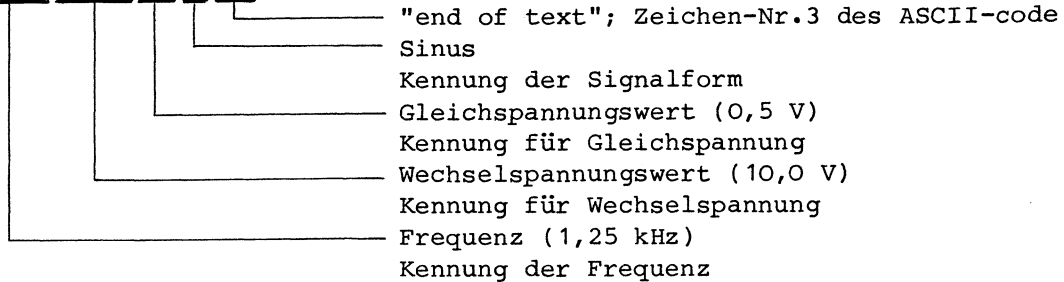 "end of text"; Zeichen-Nr.3 des ASCII-code
Sinus
Kennung der Signalform
Gleichspannungswert (0,5 V)
Kennung für Gleichspannung
Wechselspannungswert (10,0 V)
Kennung für Wechselspannung
Frequenz (1,25 kHz)
Kennung der Frequenz